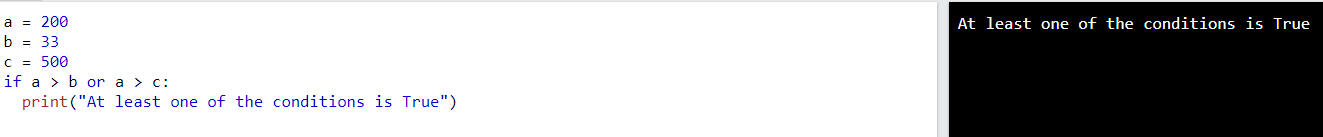 a = 200
b = 33
c = 500
if a > b or a > c:
  print("At least one of the conditions is True")
At least one of the conditions is True